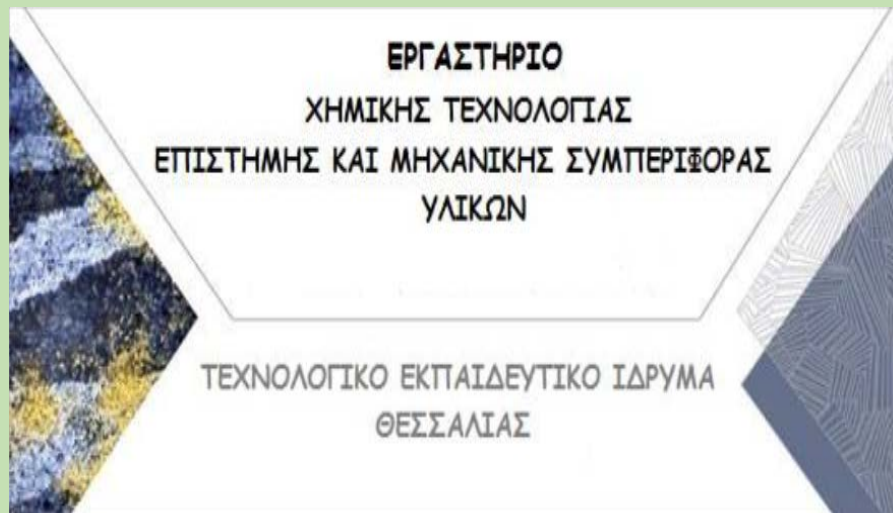 ΕΡΓΑΣΤΗΡΙΟ
ΧΗΜΙΚΗΣ ΤΕΧΝΟΛΟΓΙΑΣ
ΕΠΙΣΤΗΜΗΣ ΚΑΙ ΜΗΧΑΝΙΚΗΣ ΣΥΜΠΕΡΙΦΟΡΑΣ
ΥΛΙΚΩΝ
ΤΕΧΝΟΛΟΓΙΚΟ ΕΚΠΑΙΔΕΥΤΙΚΟ ΙΔΡΥΜΑ
ΘΕΣΣΑΛΙΑΣ